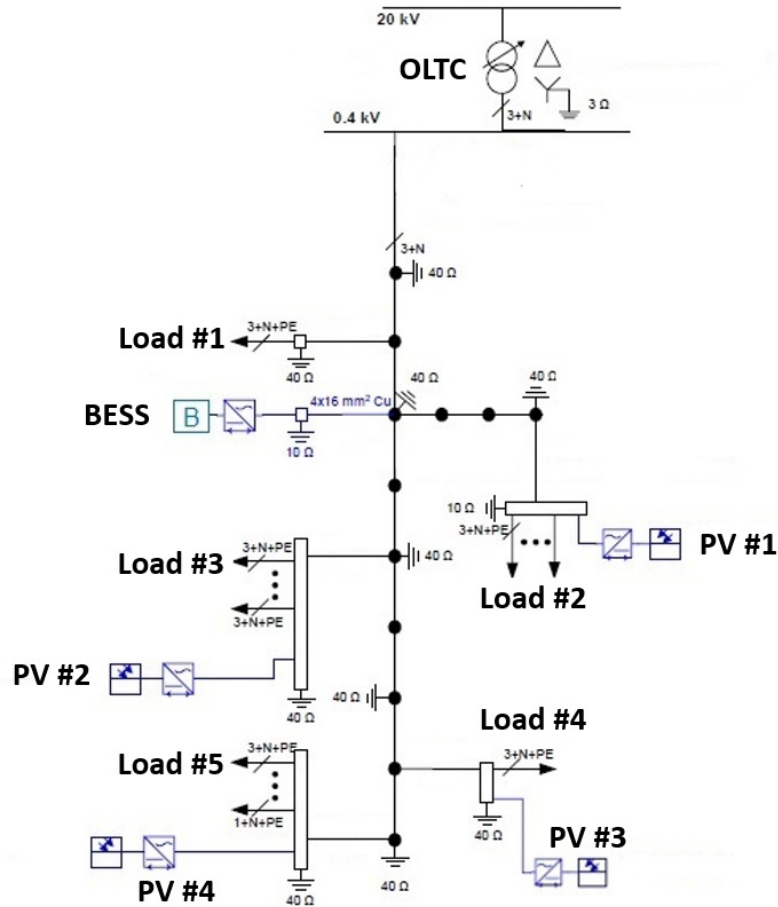 20 kV
OLTC
3 Ω
3+N
0.4 kV
3+N
40 Ω
Load #1
3+N+PE
40 Ω
40 Ω
40 Ω
4x16 mm² Cu
BESS
B
10 Ω
10 Ω
3+N+PE
PV #1
Load #2
3+N+PE
Load #3
40 Ω
3+N+PE
PV #2
40 Ω
40 Ω
Load #4
3+N+PE
3+N+PE
Load #5
1+N+PE
40 Ω
PV #3
PV #4
40 Ω
40 Ω